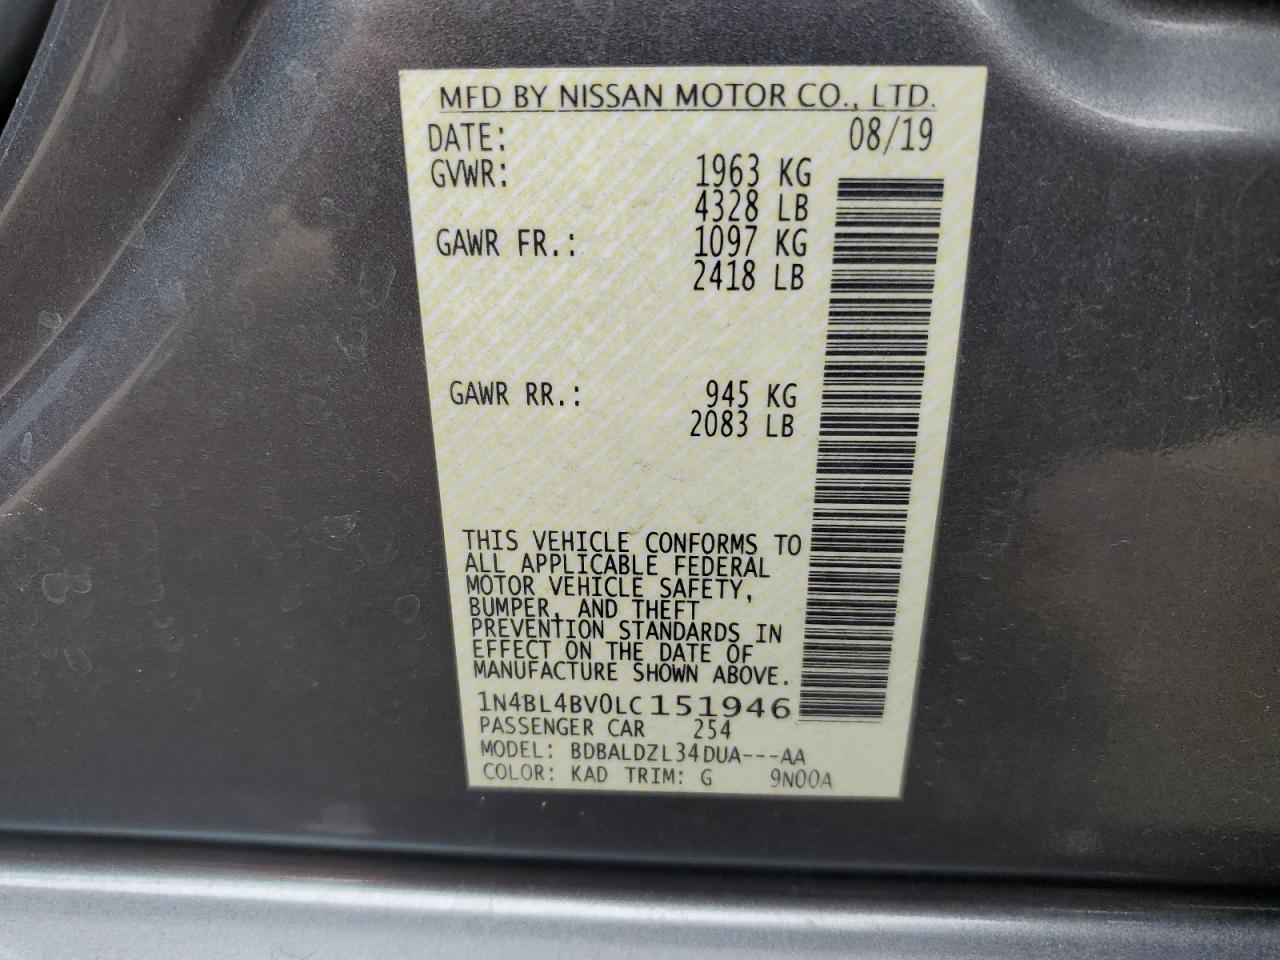 MFD BY NISSAN MOTOR CO., LTD.
DATE: 08/19
GVWR: 1963 KG
4328 LB
GAWR FR.: 1097 KG
2418 LB
GAWR RR.: 945 KG
2083 LB
THIS VEHICLE CONFORMS TO
ALL APPLICABLE FEDERAL
MOTOR VEHICLE SAFETY,
BUMPER, AND THEFT
PREVENTION STANDARDS IN
EFFECT ON THE DATE OF
MANUFACTURE SHOWN ABOVE.
1N4BL4BV0LC151946
PASSENGER CAR 254
MODEL: BDBALDZL34DUA---AA
COLOR: KAD TRIM: G 9N00A